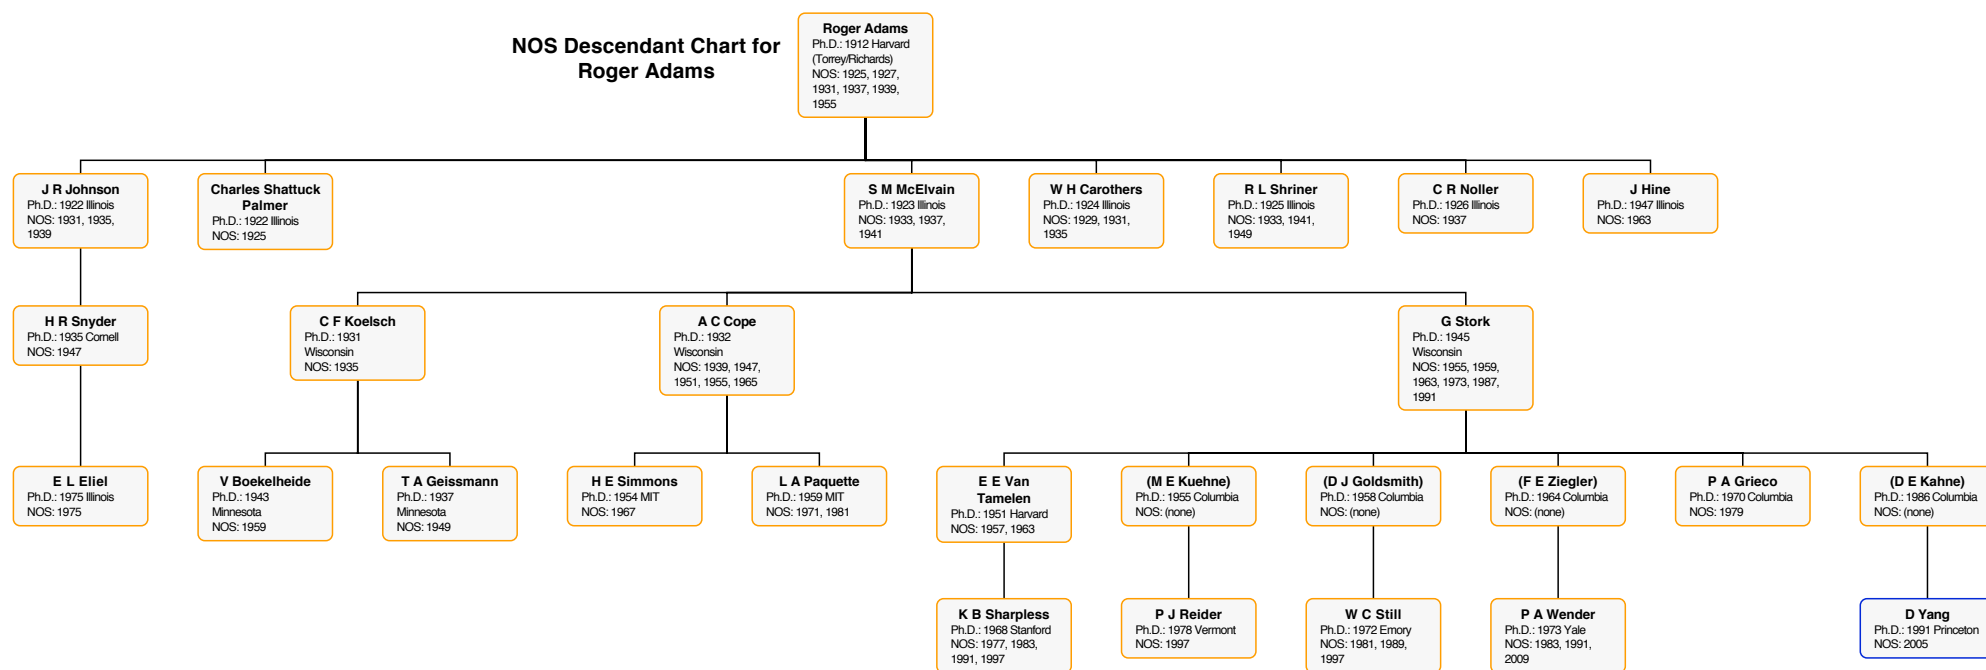 NOS Descendant Chart for
Roger Adams
Roger Adams
Ph.D.: 1912 Harvard
(Torrey/Richards)
NOS: 1925, 1927,
1931, 1937, 1939,
1955
J R Johnson
Ph.D.: 1922 Illinois
NOS: 1931, 1935,
1939
Charles Shattuck
Palmer
Ph.D.: 1922 Illinois
NOS: 1925
S M McElvain
Ph.D.: 1923 Illinois
NOS: 1933, 1937,
1941
W H Carothers
Ph.D.: 1924 Illinois
NOS: 1929, 1931,
1935
R L Shriner
Ph.D.: 1925 Illinois
NOS: 1933, 1941,
1949
C R Noller
Ph.D.: 1926 Illinois
NOS: 1937
J Hine
Ph.D.: 1947 Illinois
NOS: 1963
H R Snyder
Ph.D.: 1935 Cornell
NOS: 1947
C F Koelsch
Ph.D.: 1931
Wisconsin
NOS: 1935
A C Cope
Ph.D.: 1932
Wisconsin
NOS: 1939, 1947,
1951, 1955, 1965
G Stork
Ph.D.: 1945
Wisconsin
NOS: 1955, 1959,
1963, 1973, 1987,
1991
E L Eliel
Ph.D.: 1975 Illinois
NOS: 1975
V Boekelheide
Ph.D.: 1943
Minnesota
NOS: 1959
T A Geissmann
Ph.D.: 1937
Minnesota
NOS: 1949
H E Simmons
Ph.D.: 1954 MIT
NOS: 1967
L A Paquette
Ph.D.: 1959 MIT
NOS: 1971, 1981
E E Van
Tamelen
Ph.D.: 1951 Harvard
NOS: 1957, 1963
(M E Kuehne)
Ph.D.: 1955 Columbia
NOS: (none)
(D J Goldsmith)
Ph.D.: 1958 Columbia
NOS: (none)
(F E Ziegler)
Ph.D.: 1964 Columbia
NOS: (none)
P A Grieco
Ph.D.: 1970 Columbia
NOS: 1979
(D E Kahne)
Ph.D.: 1986 Columbia
NOS: (none)
K B Sharpless
Ph.D.: 1968 Stanford
NOS: 1977, 1983,
1991, 1997
P J Reider
Ph.D.: 1978 Vermont
NOS: 1997
W C Still
Ph.D.: 1972 Emory
NOS: 1981, 1989,
1997
P A Wender
Ph.D.: 1973 Yale
NOS: 1983, 1991,
2009
D Yang
Ph.D.: 1991 Princeton
NOS: 2005